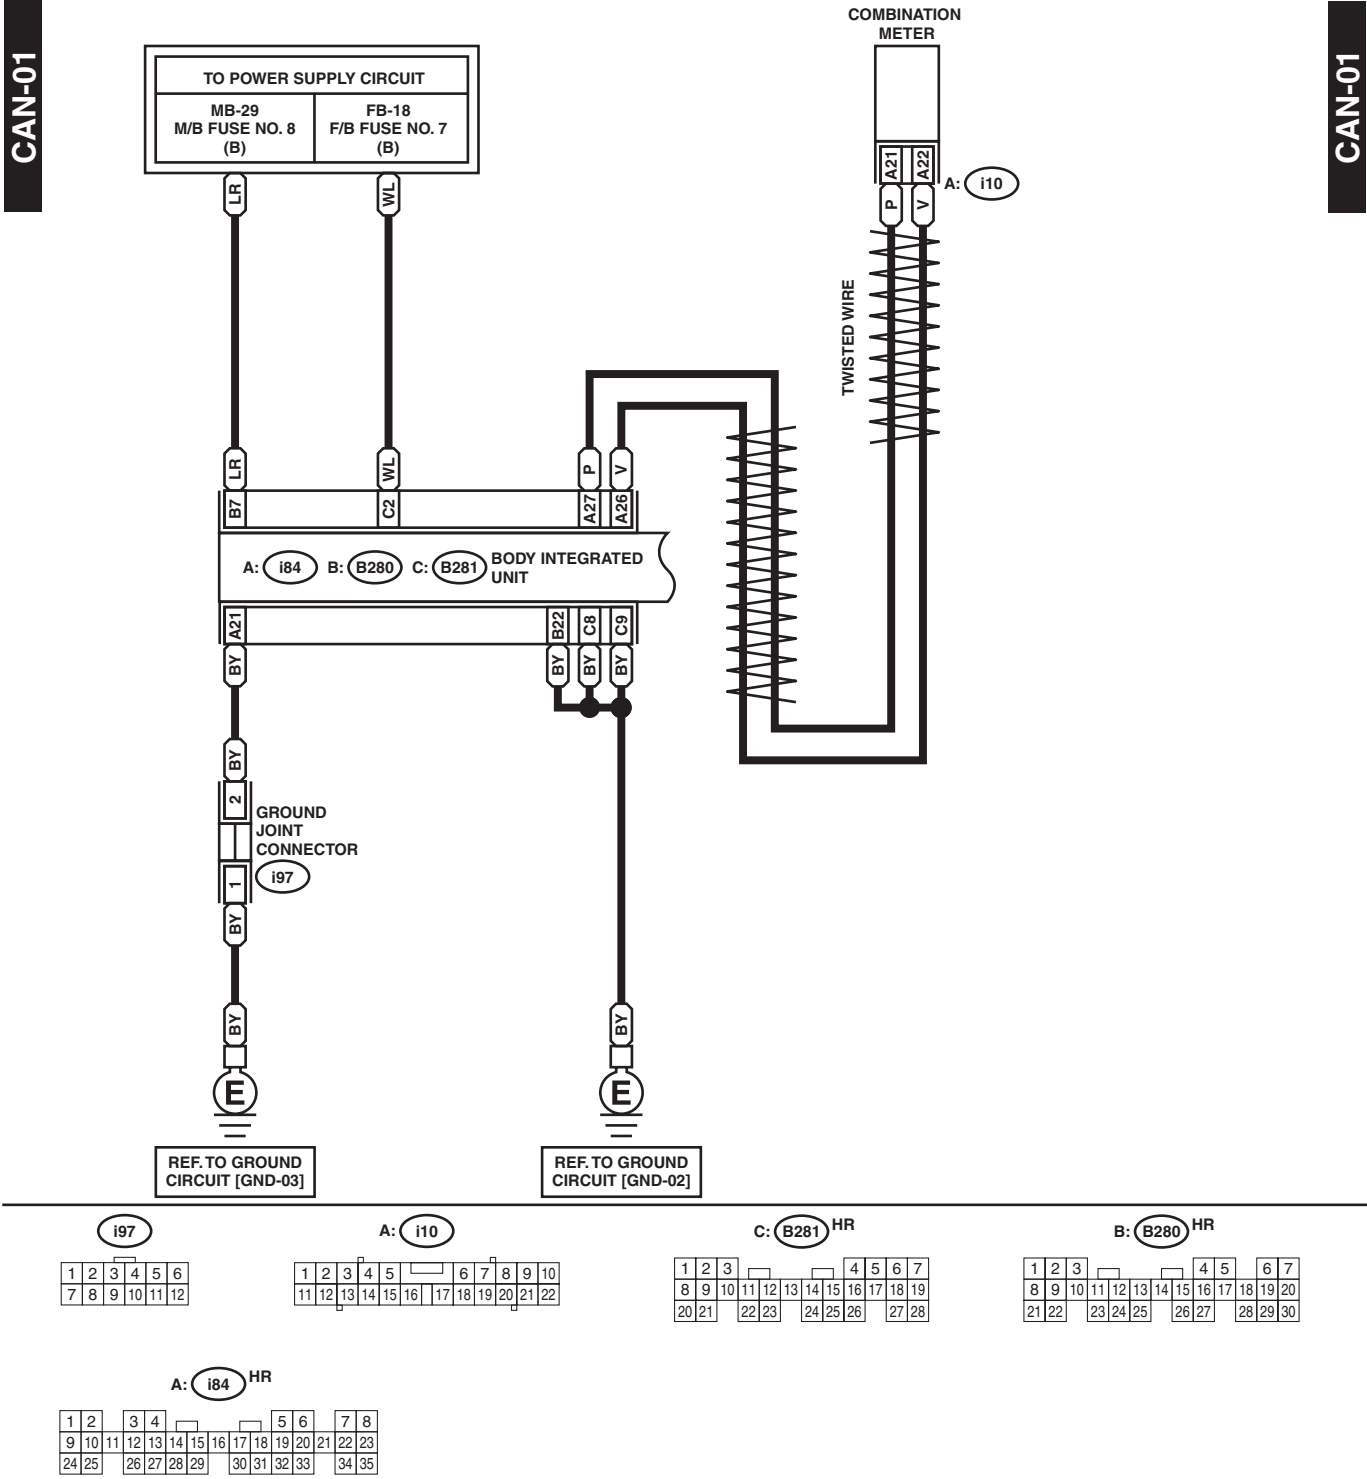 CAN-01
CAN-01
COMBINATION
METER
TO POWER SUPPLY CIRCUIT
MB-29
M/B FUSE NO. 8
(B)
FB-18
F/B FUSE NO. 7
(B)
A21
A22
A: i10
P
V
LR
WL
TWISTED WIRE
LR
WL
P
V
B7
C2
A27
A26
A: i84
B: B280
C: B281
BODY INTEGRATED
UNIT
A21
B22
C8
C9
BY
BY
BY
BY
BY
2
GROUND
JOINT
CONNECTOR
1
i97
BY
BY
BY
E
E
REF. TO GROUND
CIRCUIT [GND-03]
REF. TO GROUND
CIRCUIT [GND-02]
i97
1 2 3 4 5 6
7 8 9 10 11 12
A: i10
1 2 3 4 5 6 7 8 9 10
11 12 13 14 15 16 17 18 19 20 21 22
C: B281 HR
1 2 3 4 5 6 7
8 9 10 11 12 13 14 15 16 17 18 19
20 21 22 23 24 25 26 27 28
B: B280 HR
1 2 3 4 5 6 7
8 9 10 11 12 13 14 15 16 17 18 19 20
21 22 23 24 25 26 27 28 29 30
A: i84 HR
1 2 3 4 5 6 7 8
9 10 11 12 13 14 15 16 17 18 19 20 21 22 23
24 25 26 27 28 29 30 31 32 33 34 35